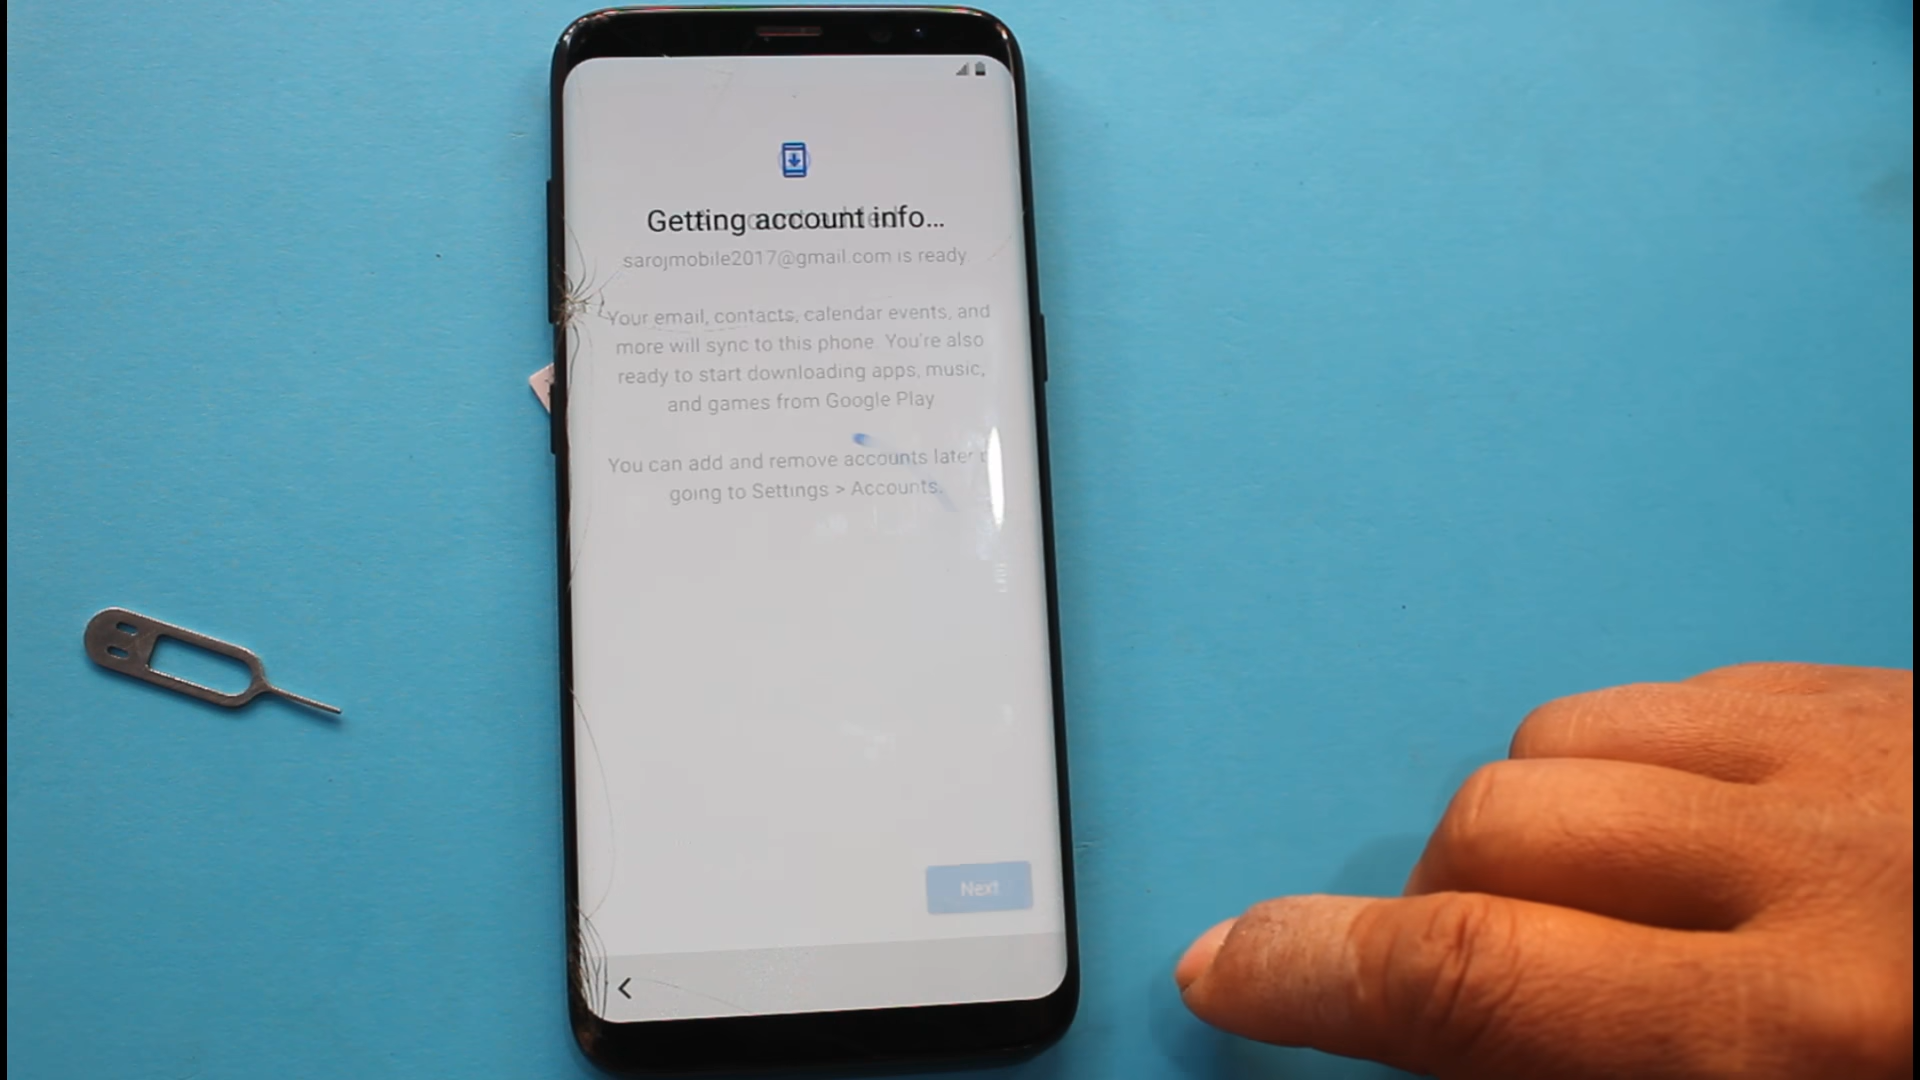 Getting account info...
sarojmobile2017@gmail.com is ready.
Your email, contacts, calendar events, and
more will sync to this phone. You're also
ready to start downloading apps, music,
and games from Google Play
You can add and remove accounts later
going to Settings > Accounts.
Next